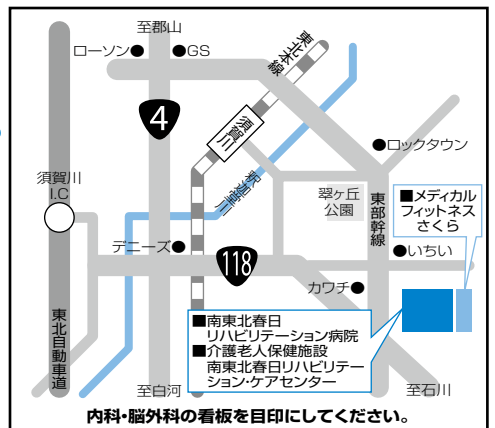 至郡山
ローソン●
●GS
東北本線
4
須賀川
●ロックタウン
須賀川
I.C
釈迦堂川
翠ヶ丘
公園
東部幹線
■メディカル
フィットネス
さくら
デニーズ●
118
●いちい
カワチ●
東北自動車道
■南東北春日
リハビリテーション病院
■介護老人保健施設
南東北春日リハビリテー
ション・ケアセンター
至白河
至石川
内科・脳外科の看板を目印にしてください。